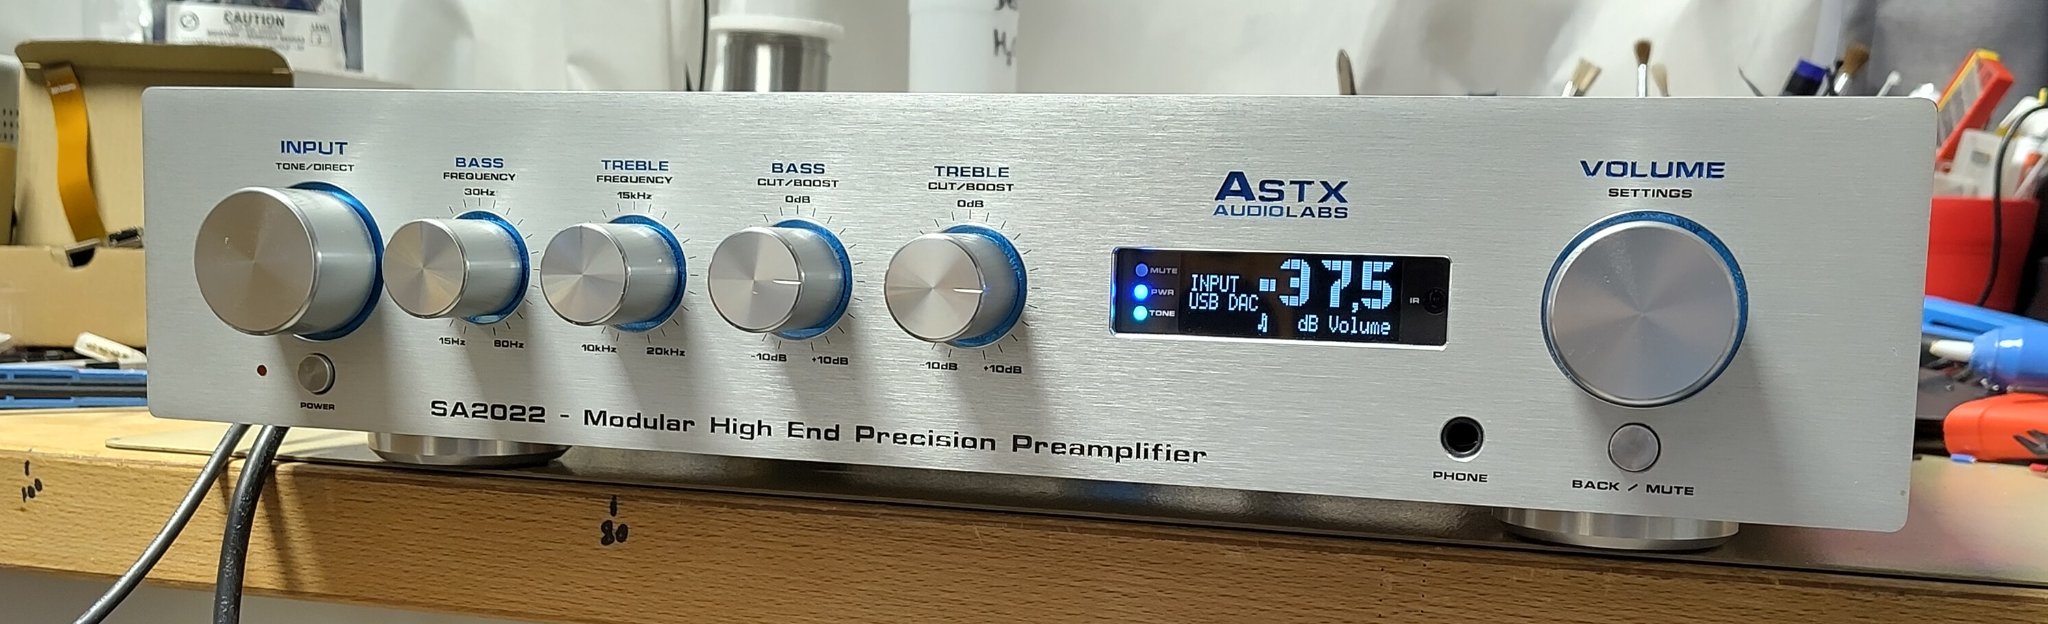 CAUTION
INPUT
TONE/DIRECT
BASS
FREQUENCY
30Hz
15Hz
80Hz
TREBLE
FREQUENCY
15kHz
10kHz
20kHz
BASS
CUT/BOOST
0dB
-10dB
+10dB
TREBLE
CUT/BOOST
0dB
-10dB
+10dB
ASTX
AUDIOLABS
MUTE
PWR
TONE
INPUT
USB DAC
-37,5
dB Volume
IR
VOLUME
SETTINGS
POWER
SA2022 - Modular High End Precision Preamplifier
PHONE
BACK / MUTE
100
80